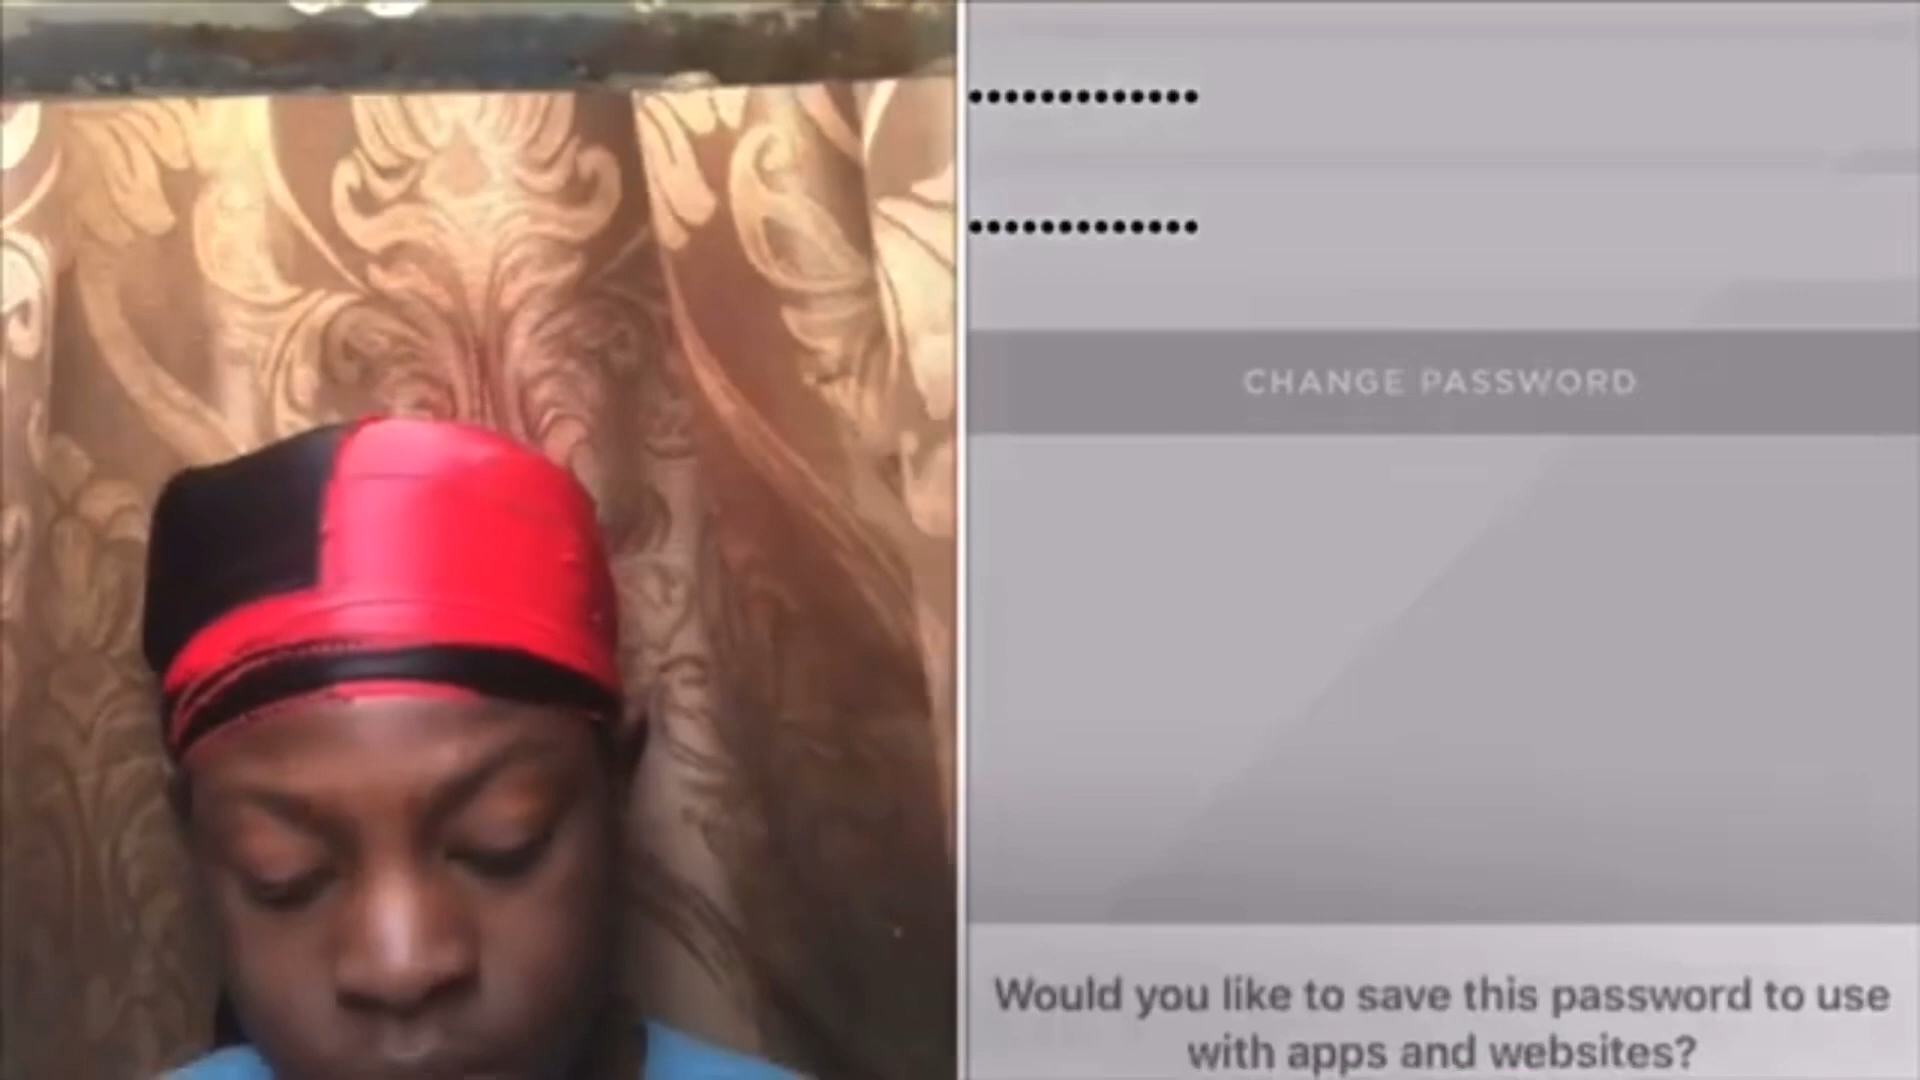 •••••••••••••
•••••••••••••
CHANGE PASSWORD
Would you like to save this password to use
with apps and websites?